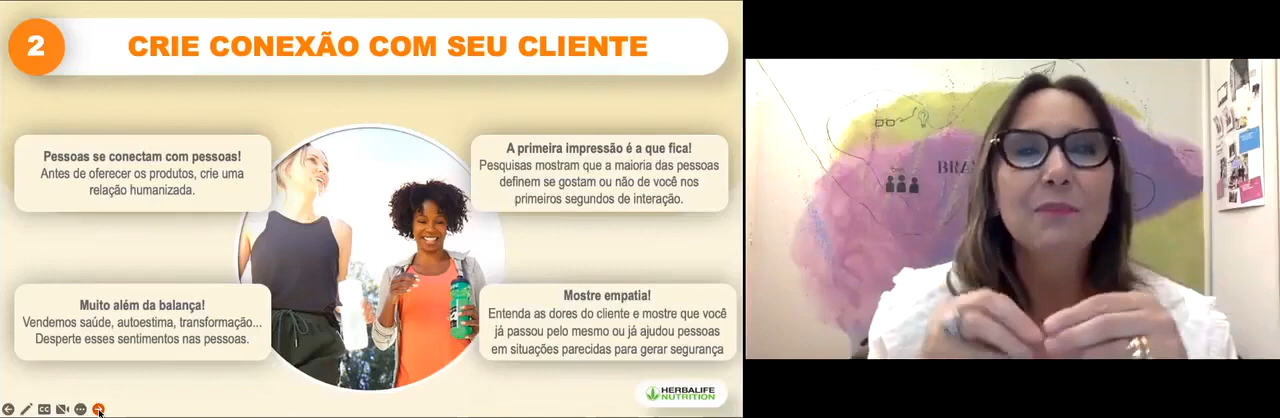 2
CRIE CONEXÃO COM SEU CLIENTE
Pessoas se conectam com pessoas!
Antes de oferecer os produtos, crie uma
relação humanizada.
A primeira impressão é a que fica!
Pesquisas mostram que a maioria das pessoas
definem se gostam ou não de você nos
primeiros segundos de interação.
Muito além da balança!
Vendemos saúde, autoestima, transformação...
Desperte esses sentimentos nas pessoas.
Mostre empatia!
Entenda as dores do cliente e mostre que você
já passou pelo mesmo ou já ajudou pessoas
em situações parecidas para gerar segurança
HERBALIFE
NUTRITION
CC
BRA